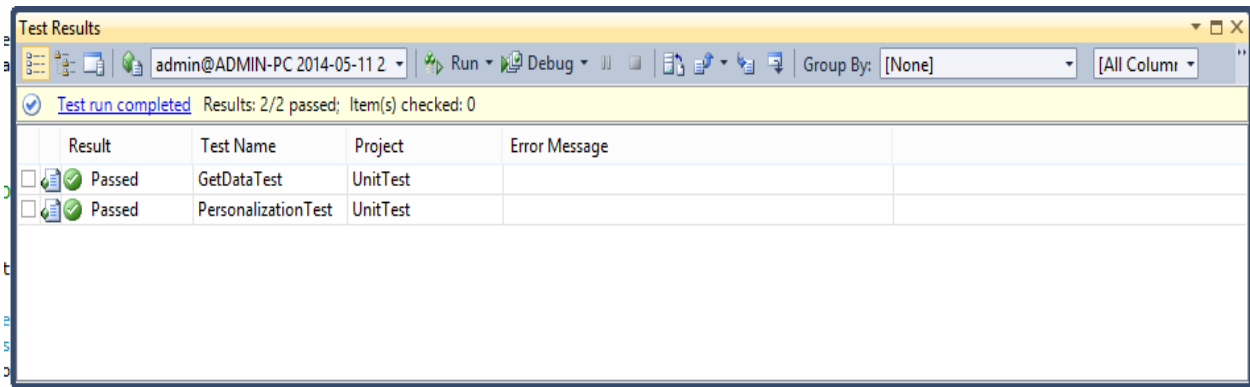 Test Results
admin@ADMIN-PC 2014-05-11 2 Run Debug Group By: [None] [All Colum
Test run completed Results: 2/2 passed; Item(s) checked: 0
Result Test Name Project Error Message
Passed GetDataTest UnitTest
Passed PersonalizationTest UnitTest